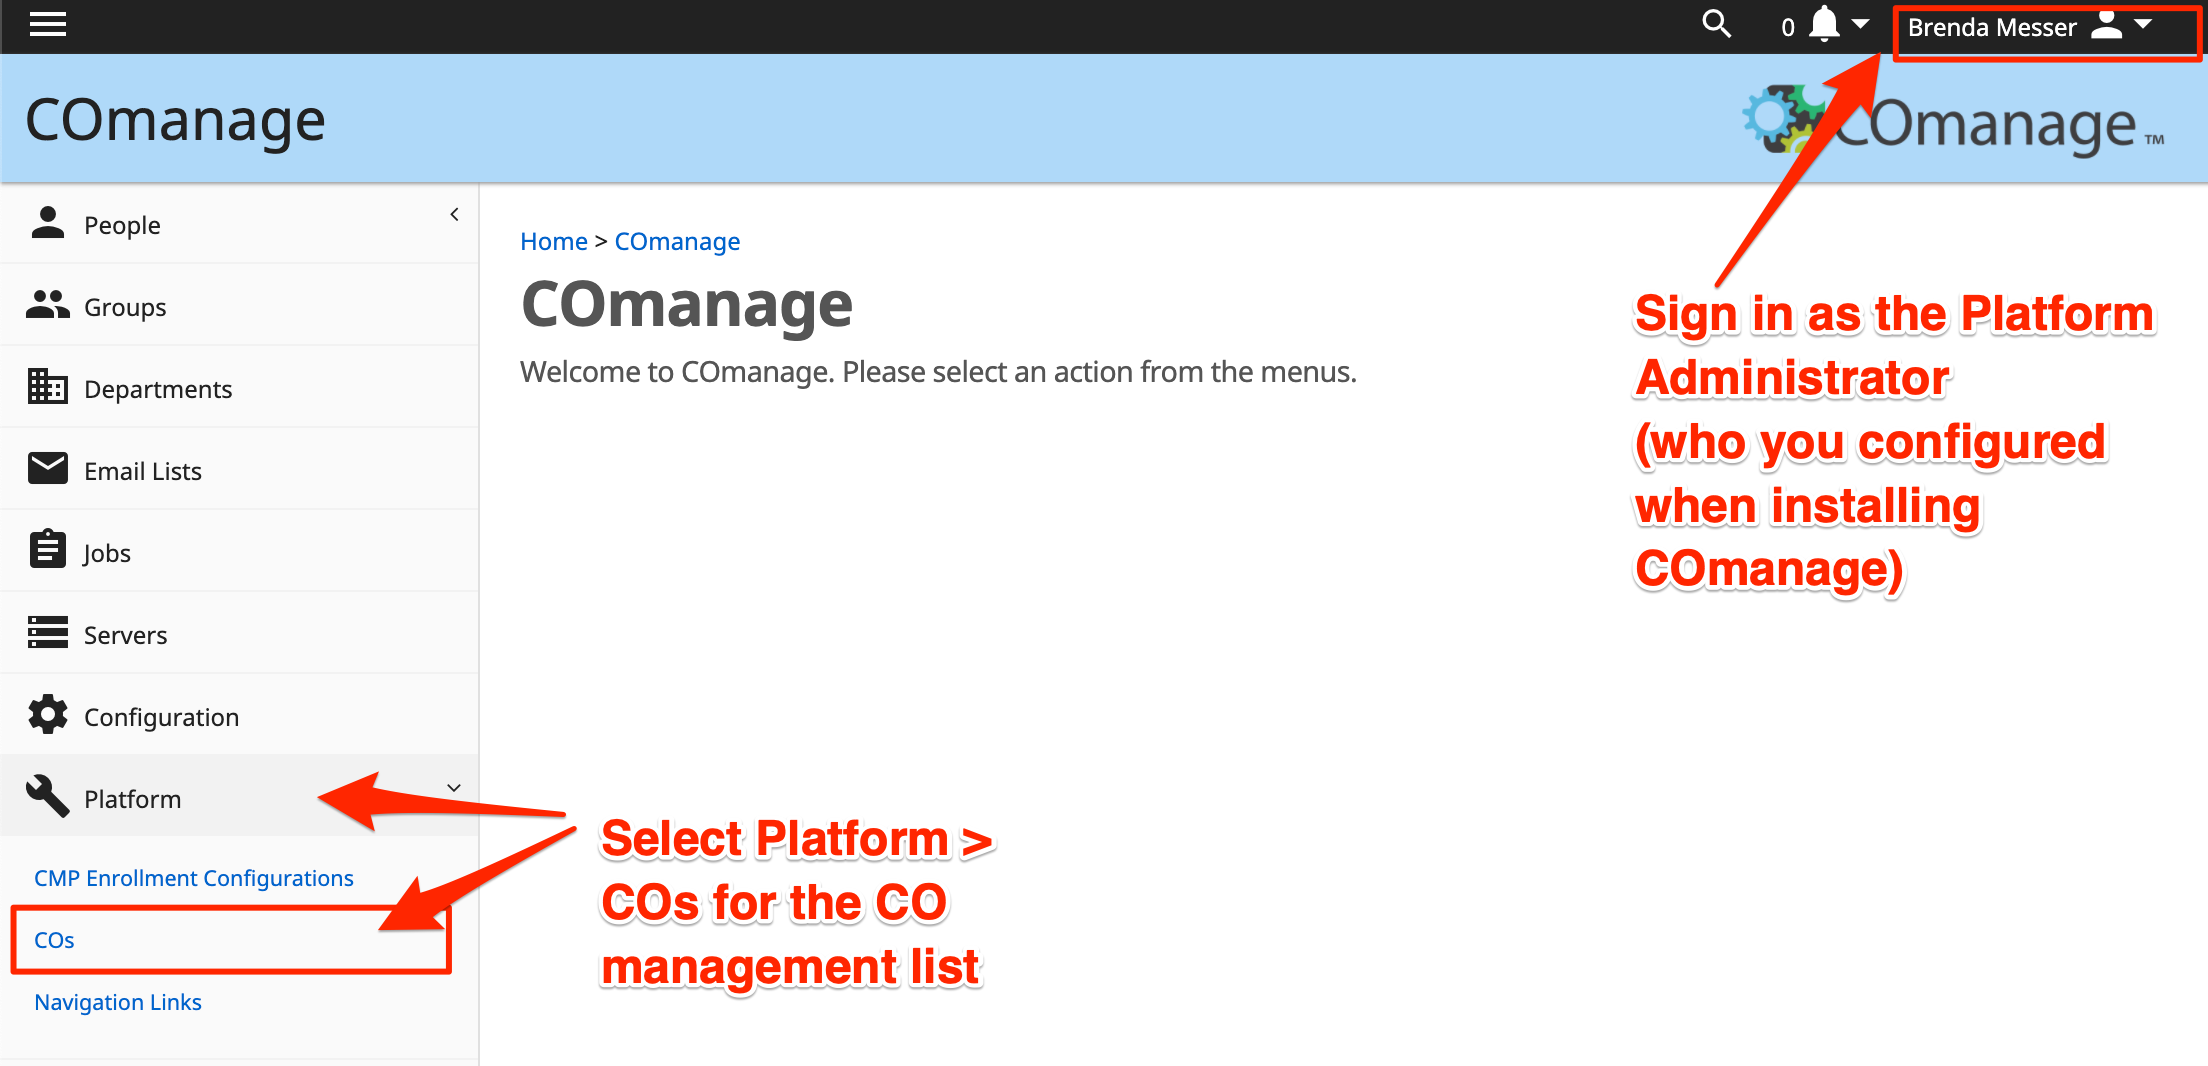 0
Brenda Messer
COmanage
COmanage TM
People
Groups
Departments
Email Lists
Jobs
Servers
Configuration
Platform
CMP Enrollment Configurations
COs
Navigation Links
Home > COmanage
COmanage
Welcome to COmanage. Please select an action from the menus.
Sign in as the Platform
Administrator
(who you configured
when installing
COmanage)
Select Platform >
COs for the CO
management list